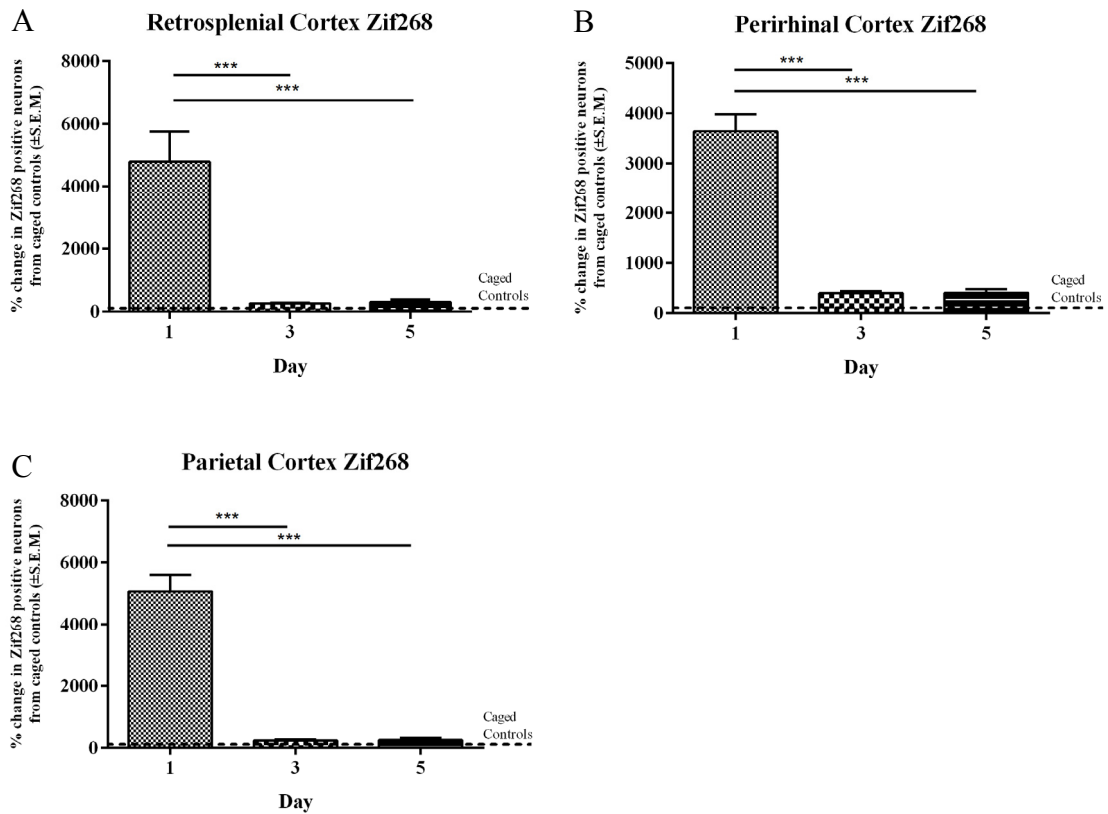 A
Retrosplenial Cortex Zif268
% change in Zif268 positive neurons
from caged controls (±S.E.M.)
8000
6000
4000
2000
0
***
***
Caged
Controls
1
3
5
Day
B
Perirhinal Cortex Zif268
% change in Zif268 positive neurons
from caged controls (±S.E.M.)
5000
4000
3000
2000
1000
0
***
***
Caged
Controls
1
3
5
Day
C
Parietal Cortex Zif268
% change in Zif268 positive neurons
from caged controls (±S.E.M.)
8000
6000
4000
2000
0
***
***
Caged
Controls
1
3
5
Day